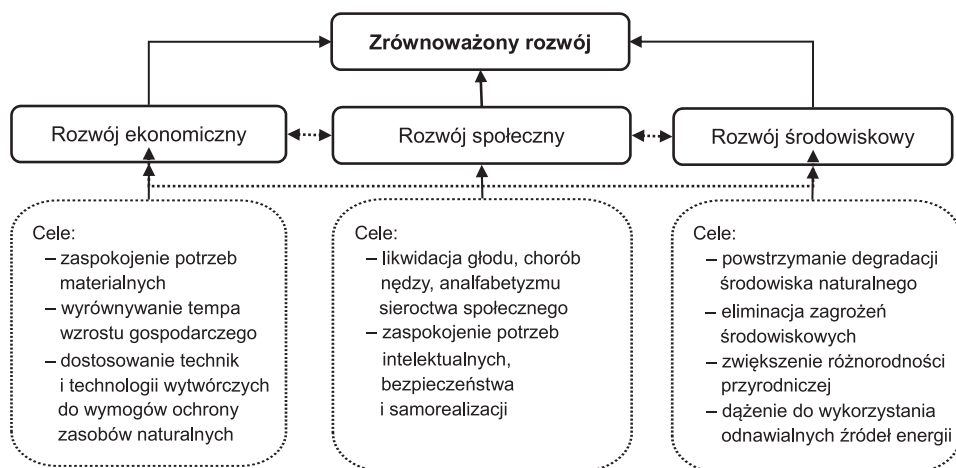 Zrównoważony rozwój
Rozwój ekonomiczny
Rozwój społeczny
Rozwój środowiskowy
Cele:
– zaspokojenie potrzeb
materialnych
– wyrównywanie tempa
wzrostu gospodarczego
– dostosowanie technik
i technologii wytwórczych
do wymogów ochrony
zasobów naturalnych
Cele:
– likwidacja głodu, chorób
nędzy, analfabetyzmu
sieroctwa społecznego
– zaspokojenie potrzeb
intelektualnych,
bezpieczeństwa
i samorealizacji
Cele:
– powstrzymanie degradacji
środowiska naturalnego
– eliminacja zagrożeń
środowiskowych
– zwiększenie różnorodności
przyrodniczej
– dążenie do wykorzystania
odnawialnych źródeł energii